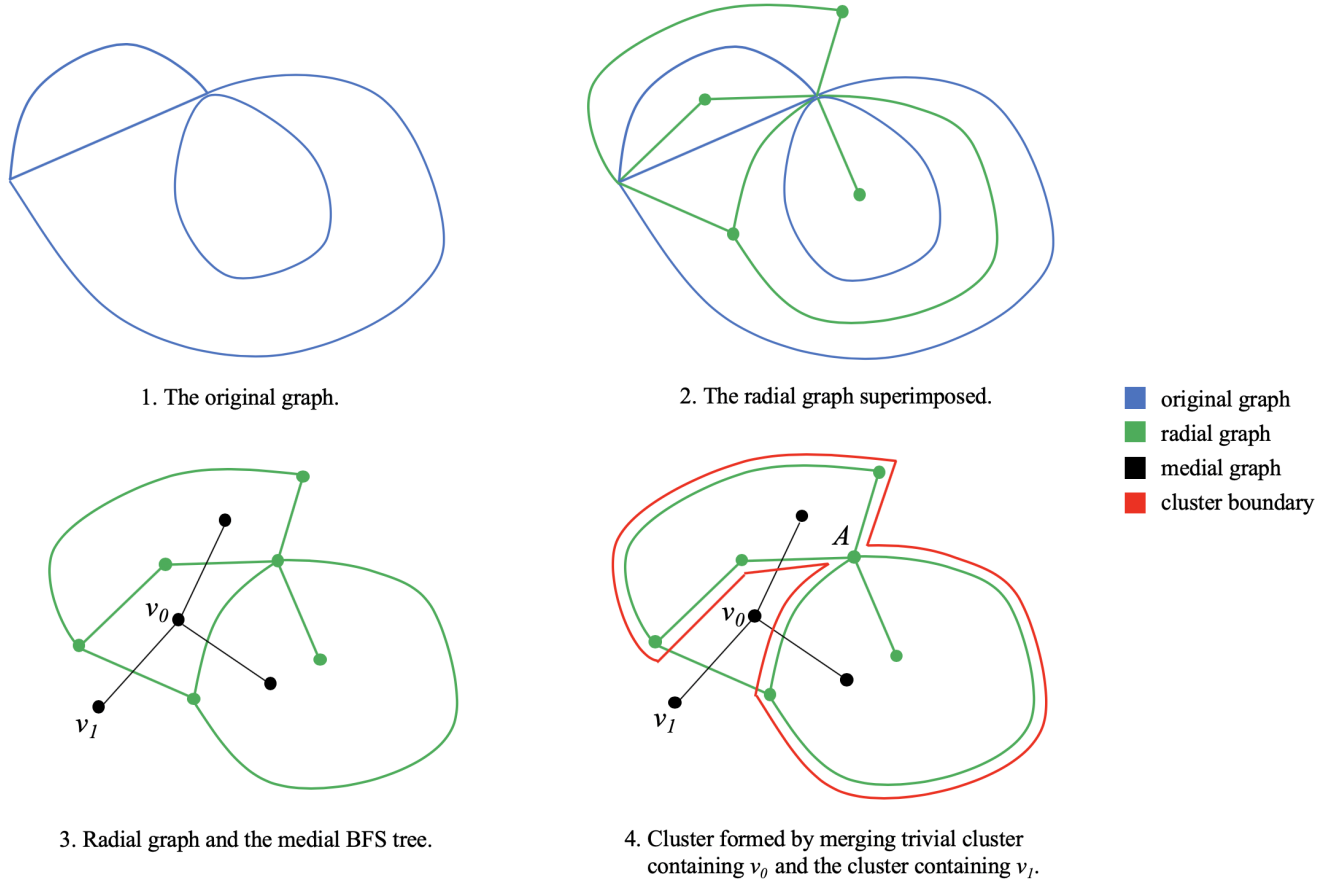 1. The original graph.
2. The radial graph superimposed.
original graph
radial graph
medial graph
cluster boundary
v0
v1
3. Radial graph and the medial BFS tree.
A
v0
v1
4. Cluster formed by merging trivial cluster
containing v0 and the cluster containing v1.